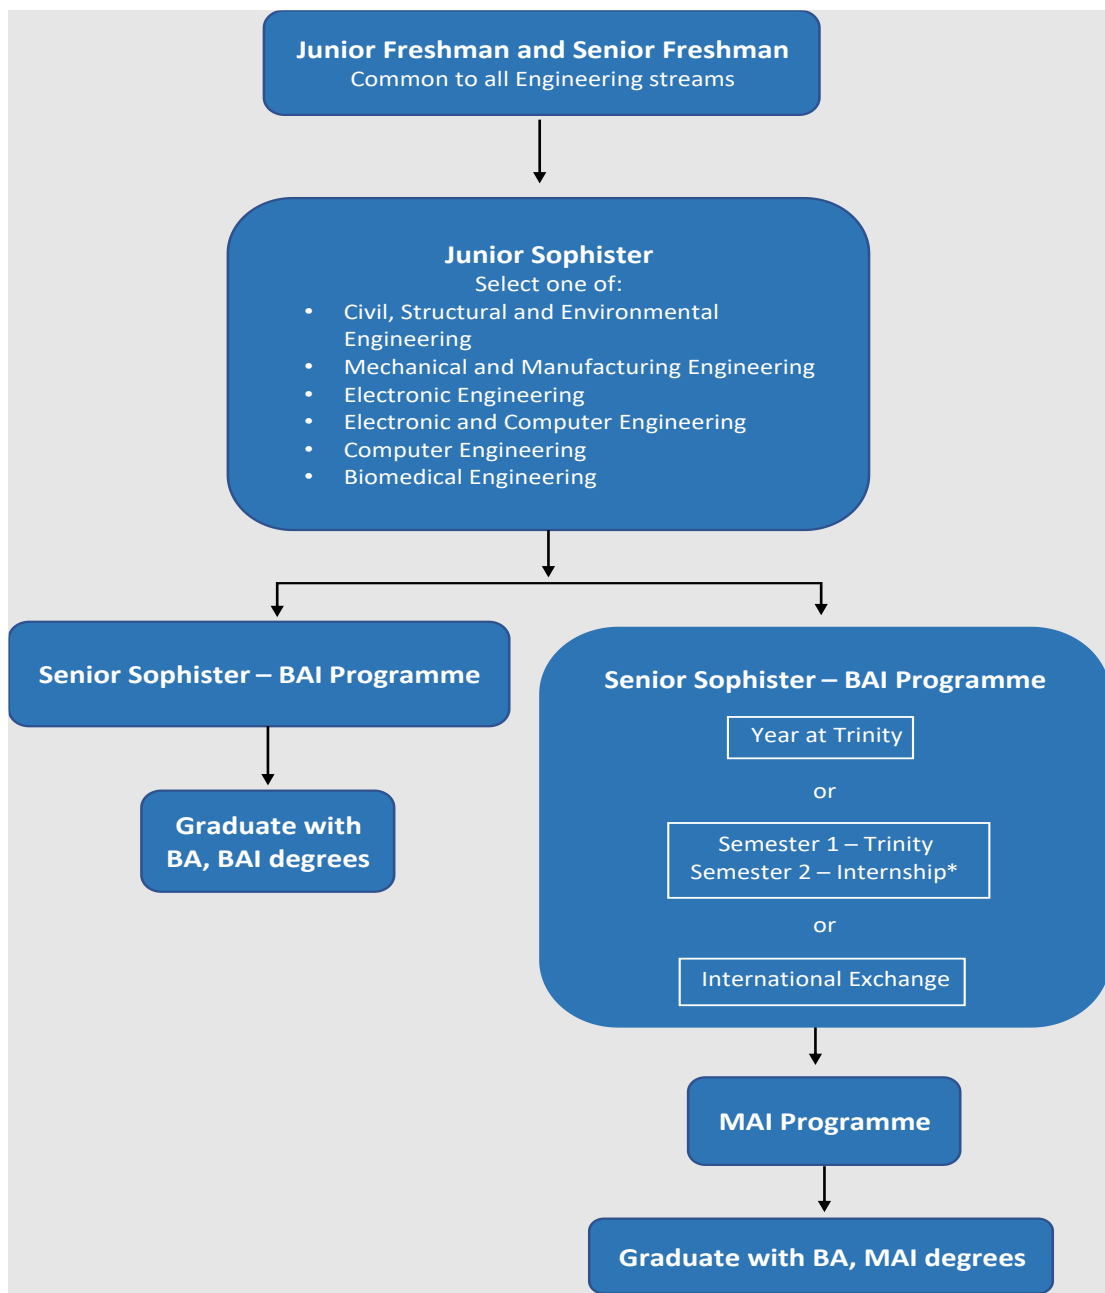 Junior Freshman and Senior Freshman
Common to all Engineering streams
Junior Sophister
Select one of:
• Civil, Structural and Environmental
Engineering
• Mechanical and Manufacturing Engineering
• Electronic Engineering
• Electronic and Computer Engineering
• Computer Engineering
• Biomedical Engineering
Senior Sophister – BAI Programme
Graduate with
BA, BAI degrees
Senior Sophister – BAI Programme
Year at Trinity
or
Semester 1 – Trinity
Semester 2 – Internship*
or
International Exchange
MAI Programme
Graduate with BA, MAI degrees